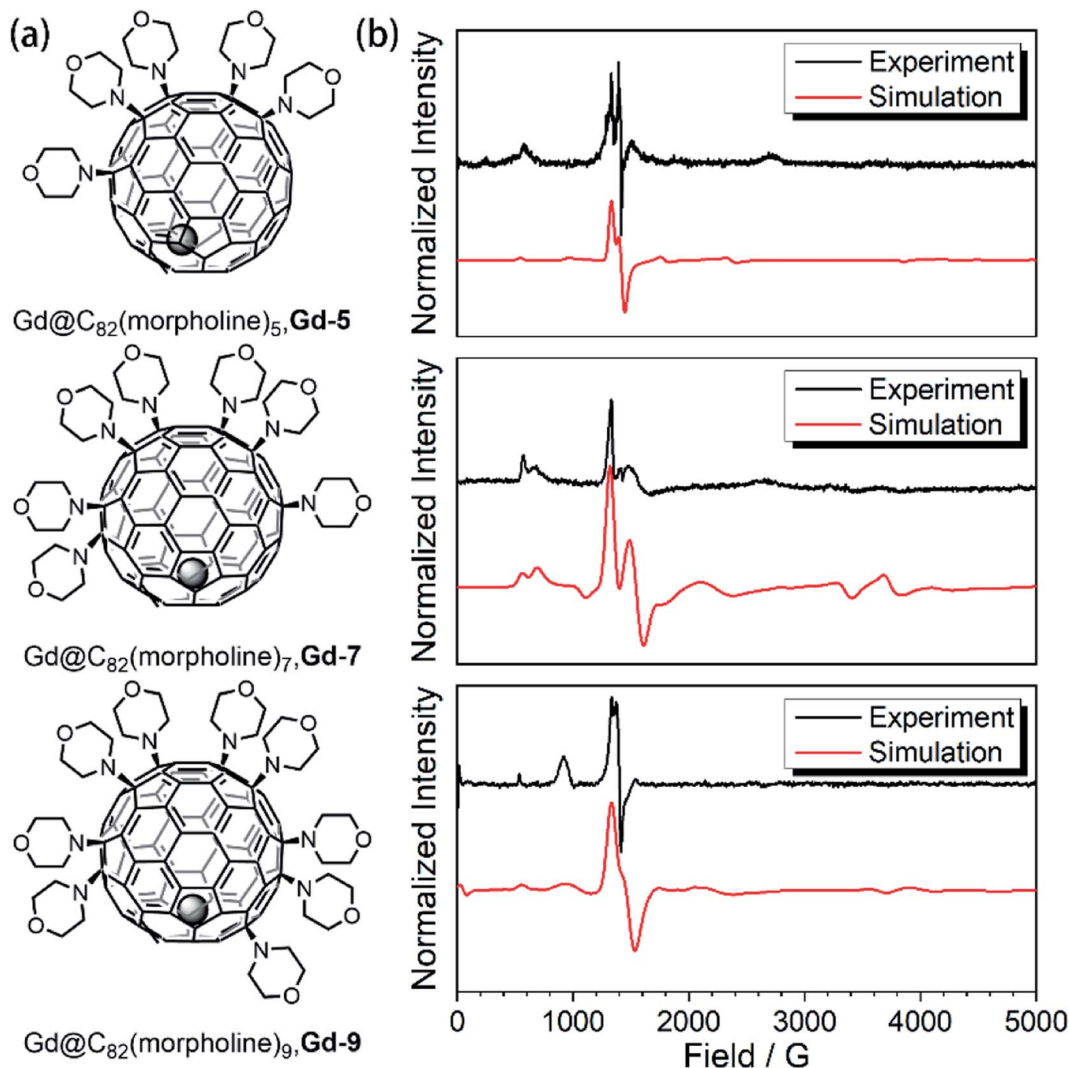 (a)
O
O
O
O
O
N
N
N
N
N
Gd@C₈₂(morpholine)₅,Gd-5
O
O
O
O
O
O
O
N
N
N
N
N
N
N
Gd@C₈₂(morpholine)₇,Gd-7
O
O
O
O
O
O
O
O
O
N
N
N
N
N
N
N
N
N
Gd@C₈₂(morpholine)₉,Gd-9
(b)
Normalized Intensity
Experiment
Simulation
Normalized Intensity
Experiment
Simulation
Normalized Intensity
Experiment
Simulation
0 1000 2000 3000 4000 5000
Field / G